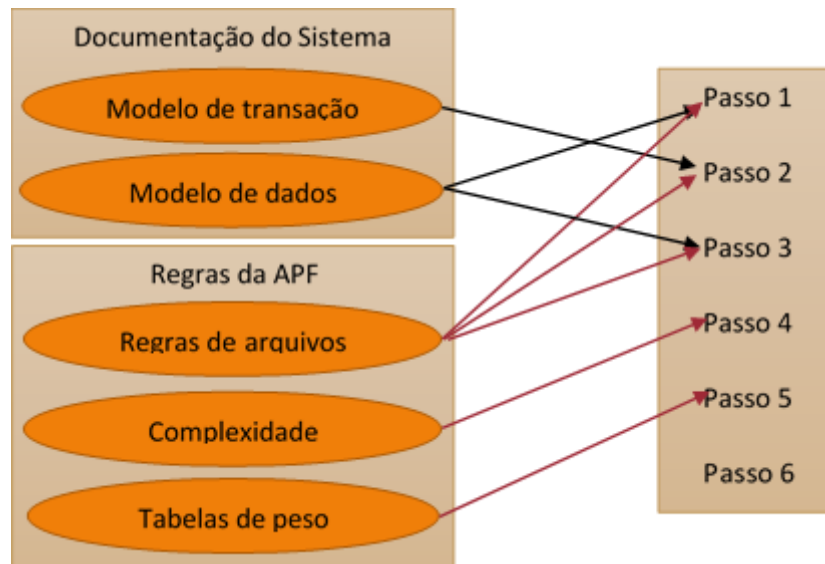 Documentação do Sistema
Modelo de transação
Modelo de dados
Regras da APF
Regras de arquivos
Complexidade
Tabelas de peso
Passo 1
Passo 2
Passo 3
Passo 4
Passo 5
Passo 6